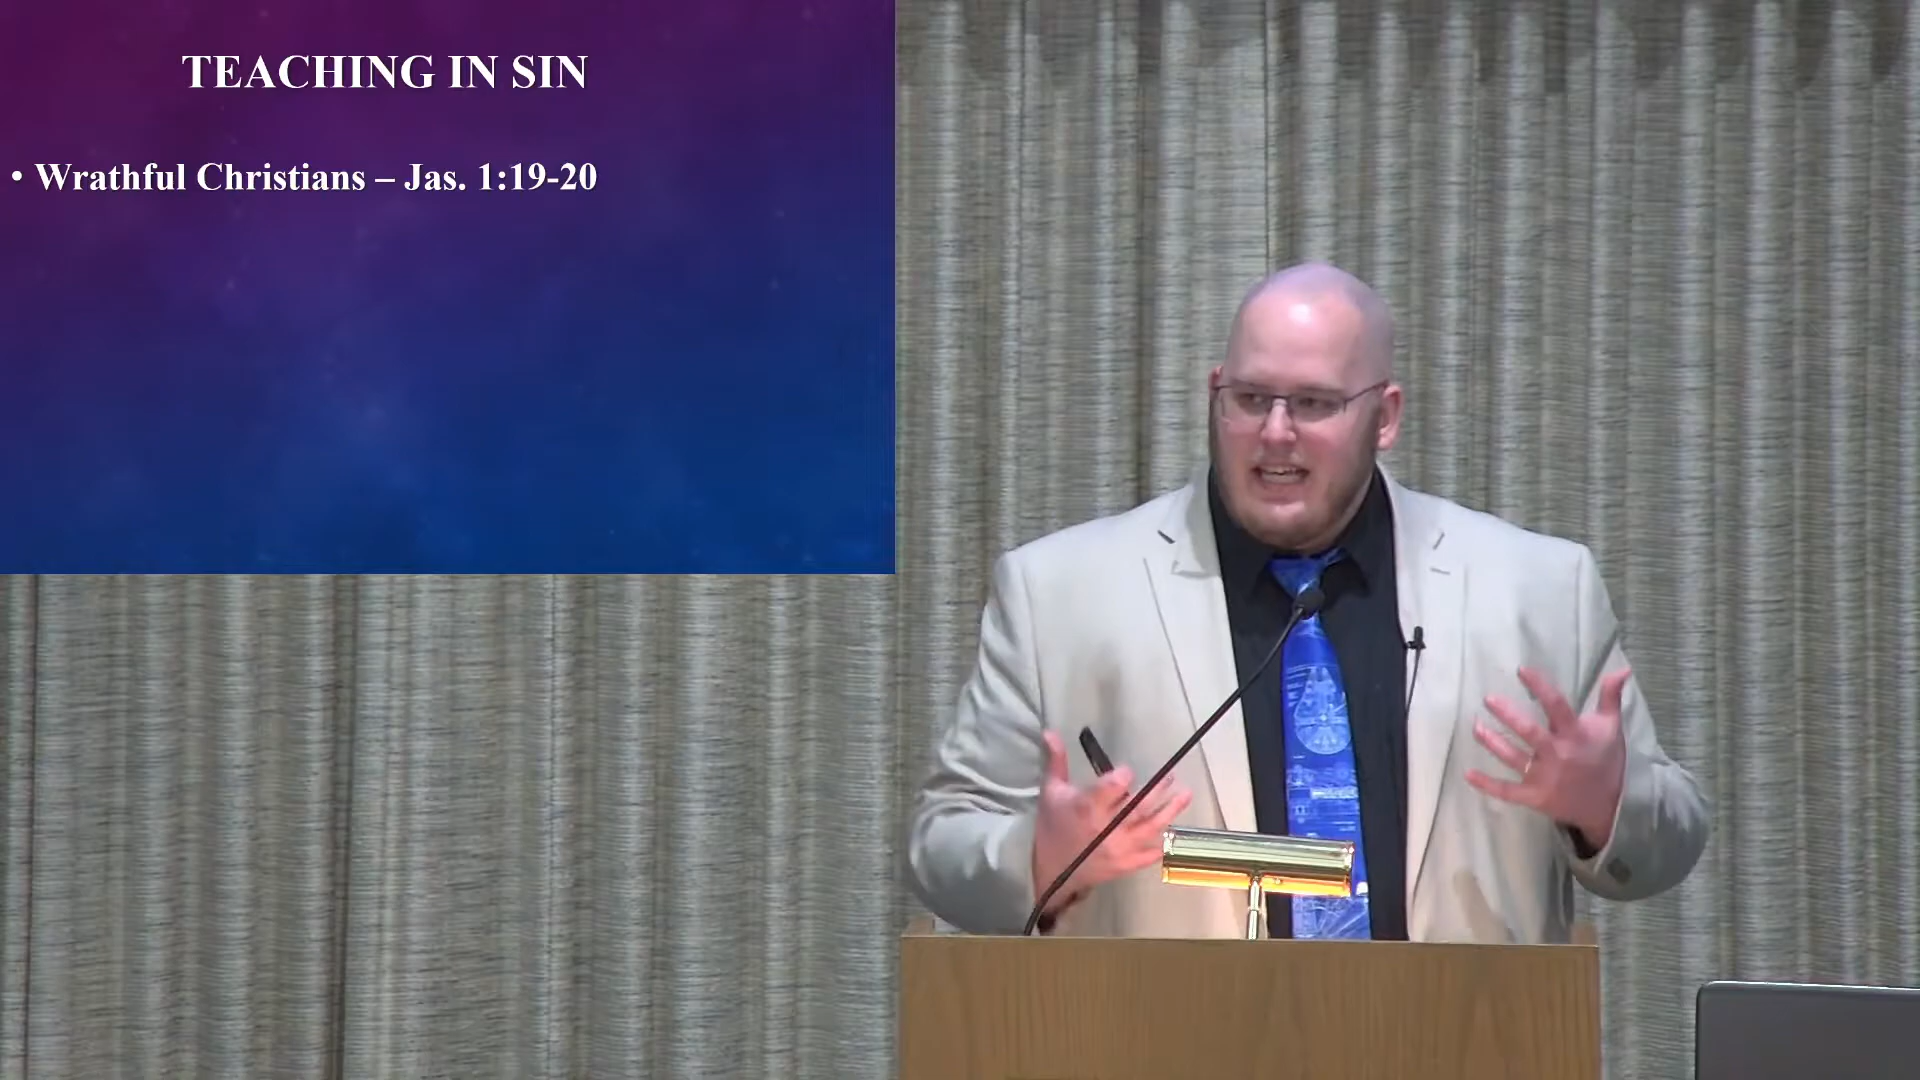 TEACHING IN SIN
• Wrathful Christians – Jas. 1:19-20